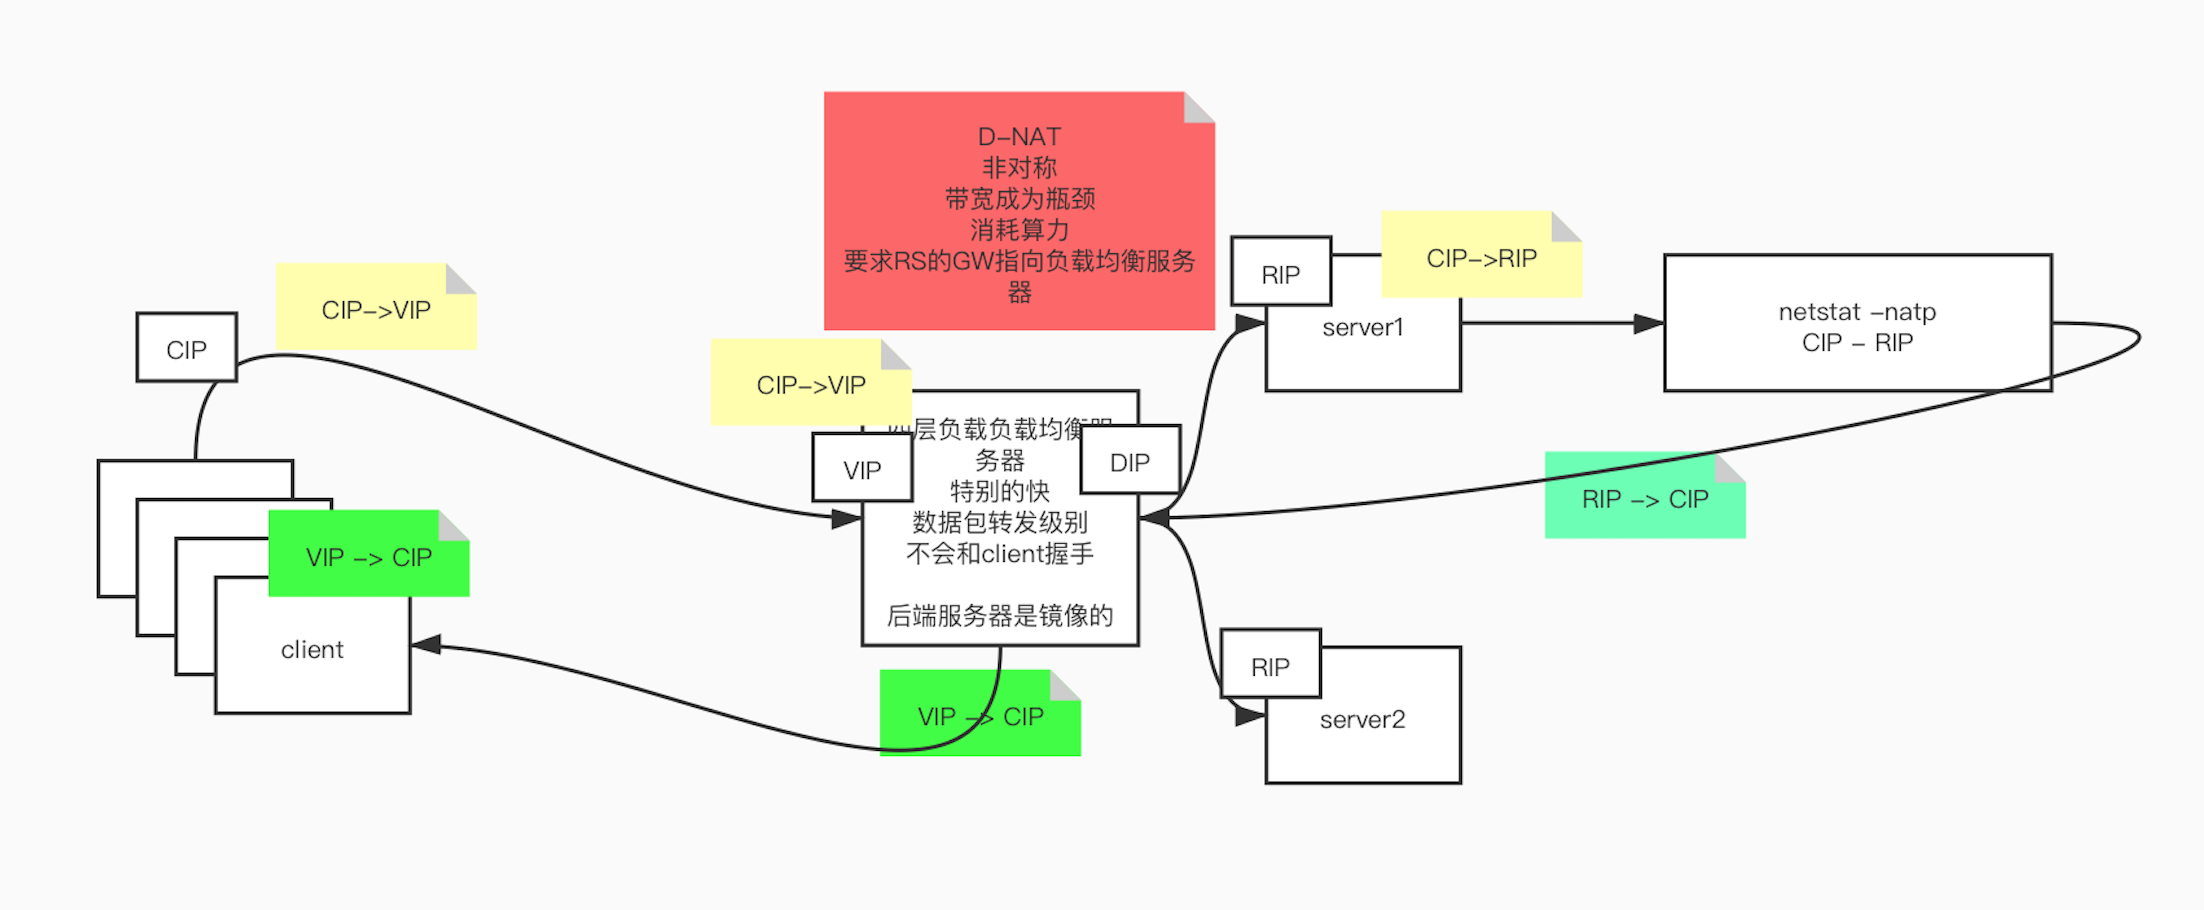 D-NAT
非对称
带宽成为瓶颈
消耗算力
要求RS的GW指向负载均衡服务
器
CIP->VIP
CIP
CIP->VIP
VIP
层负载负载均衡
务器
特别的快
数据包转发级别
不会和client握手
后端服务器是镜像的
DIP
RIP
CIP->RIP
server1
netstat -natp
CIP - RIP
RIP -> CIP
VIP -> CIP
client
VIP -> CIP
RIP
server2